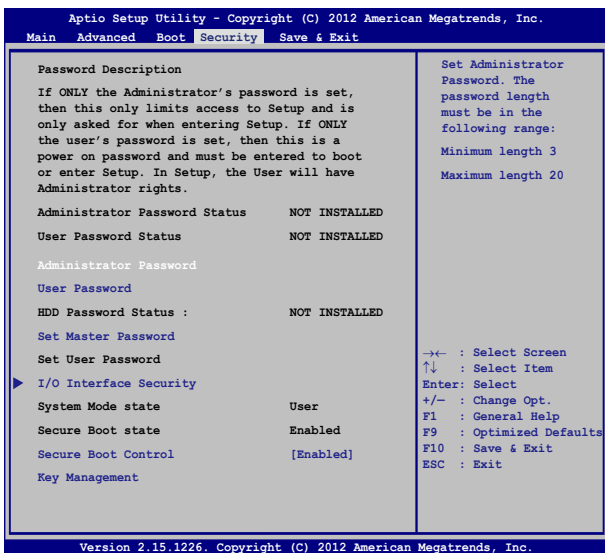 Aptio Setup Utility - Copyright (C) 2012 American Megatrends, Inc.
Main Advanced Boot Security Save & Exit
Password Description
If ONLY the Administrator's password is set,
then this only limits access to Setup and is
only asked for when entering Setup. If ONLY
the user's password is set, then this is a
power on password and must be entered to boot
or enter Setup. In Setup, the User will have
Administrator rights.
Administrator Password Status NOT INSTALLED
User Password Status NOT INSTALLED
Administrator Password
User Password
HDD Password Status : NOT INSTALLED
Set Master Password
Set User Password
I/O Interface Security
System Mode state User
Secure Boot state Enabled
Secure Boot Control [Enabled]
Key Management
Set Administrator
Password. The
password length
must be in the
following range:
Minimum length 3
Maximum length 20
→← : Select Screen
↑↓ : Select Item
Enter: Select
+/— : Change Opt.
F1 : General Help
F9 : Optimized Defaults
F10 : Save & Exit
ESC : Exit
Version 2.15.1226. Copyright (C) 2012 American Megatrends, Inc.